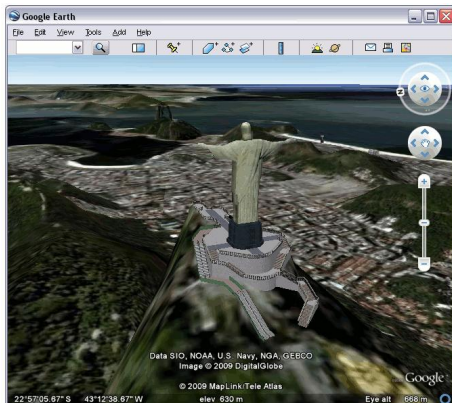 Google Earth
File Edit View Tools Add Help
Data SIO, NOAA, U.S. Navy, NGA, GEBCO
Image © 2009 DigitalGlobe
© 2009 MapLink/Tele Atlas
Google
22°57'05.67" S 43°12'38.67" W elev 630 m Eye alt 668 m